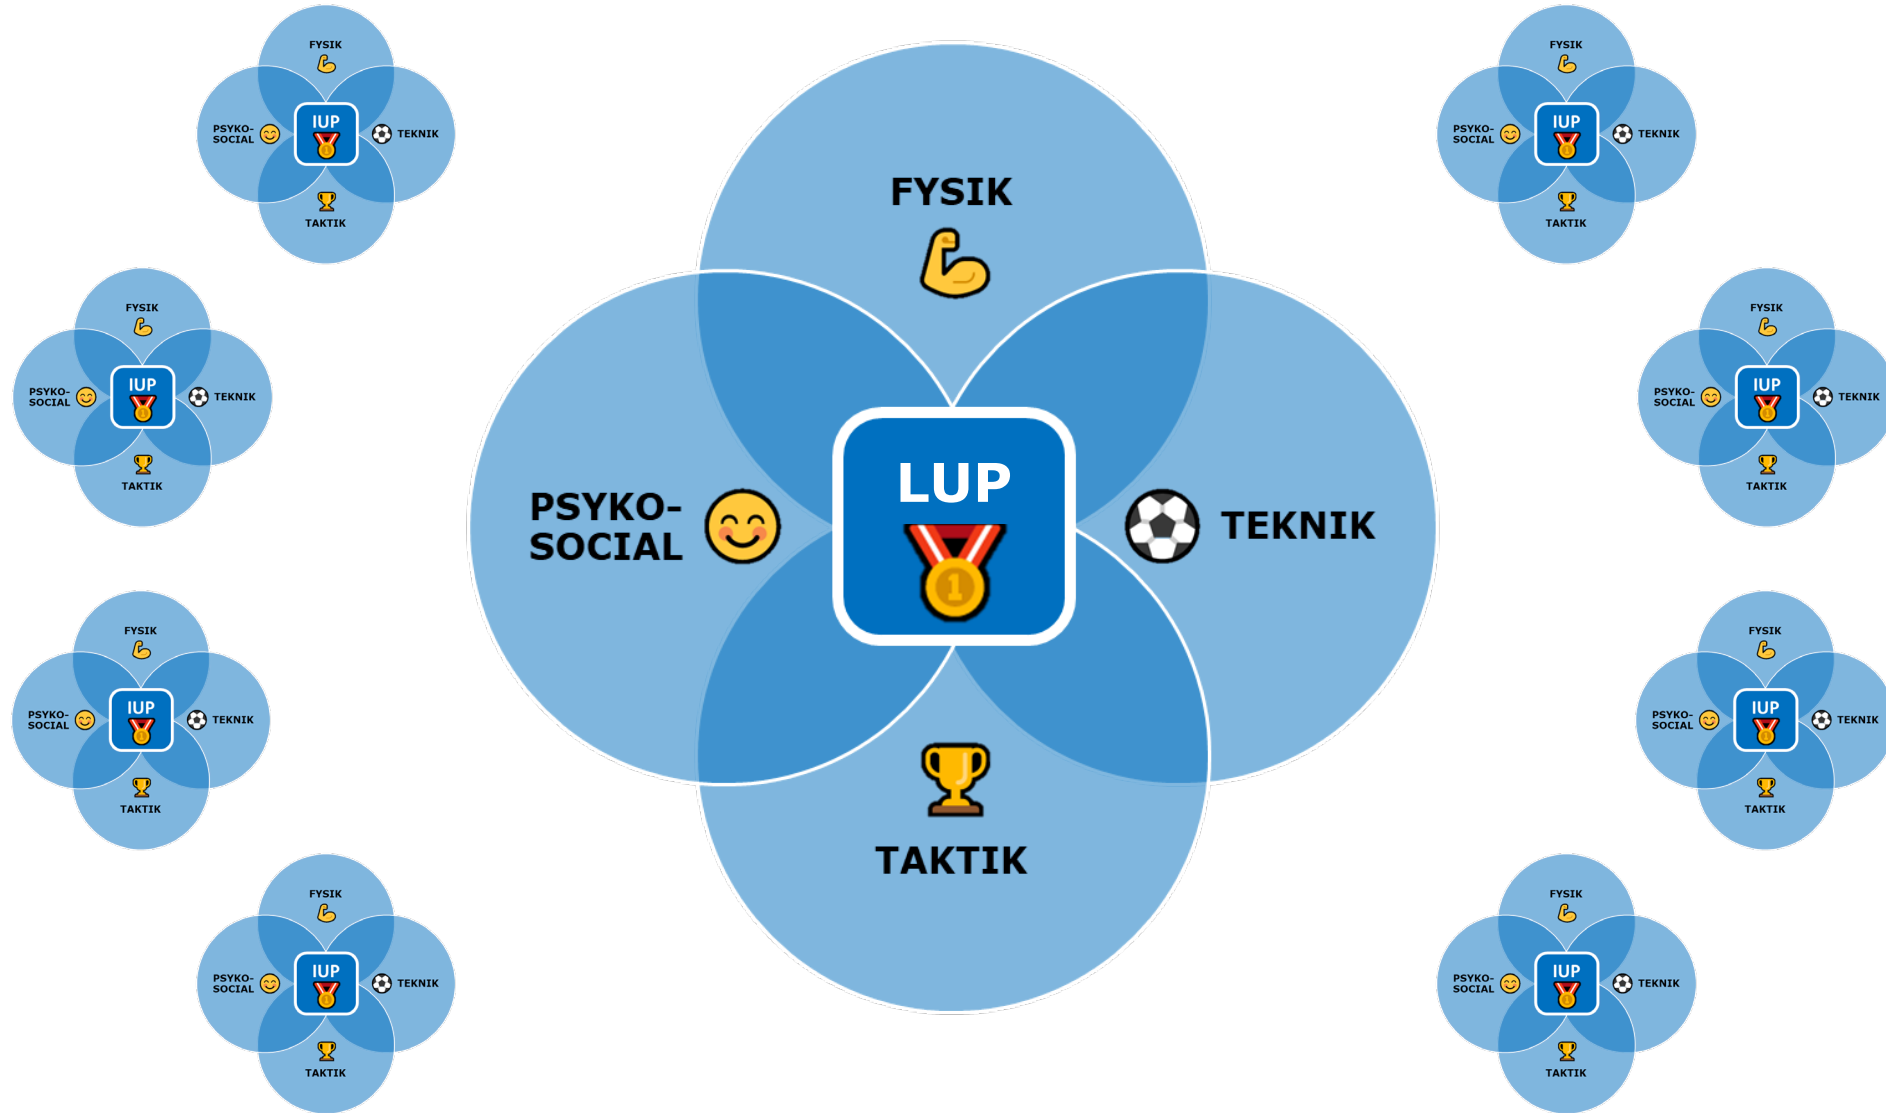 FYSIK
IUP
PSYKO-
SOCIAL
TEKNIK
TAKTIK
FYSIK
IUP
PSYKO-
SOCIAL
TEKNIK
TAKTIK
FYSIK
IUP
PSYKO-
SOCIAL
TEKNIK
TAKTIK
FYSIK
IUP
PSYKO-
SOCIAL
TEKNIK
TAKTIK
FYSIK
LUP
PSYKO-
SOCIAL
TEKNIK
1
TAKTIK
FYSIK
IUP
PSYKO-
SOCIAL
TEKNIK
TAKTIK
FYSIK
IUP
PSYKO-
SOCIAL
TEKNIK
TAKTIK
FYSIK
IUP
PSYKO-
SOCIAL
TEKNIK
TAKTIK
FYSIK
IUP
PSYKO-
SOCIAL
TEKNIK
TAKTIK